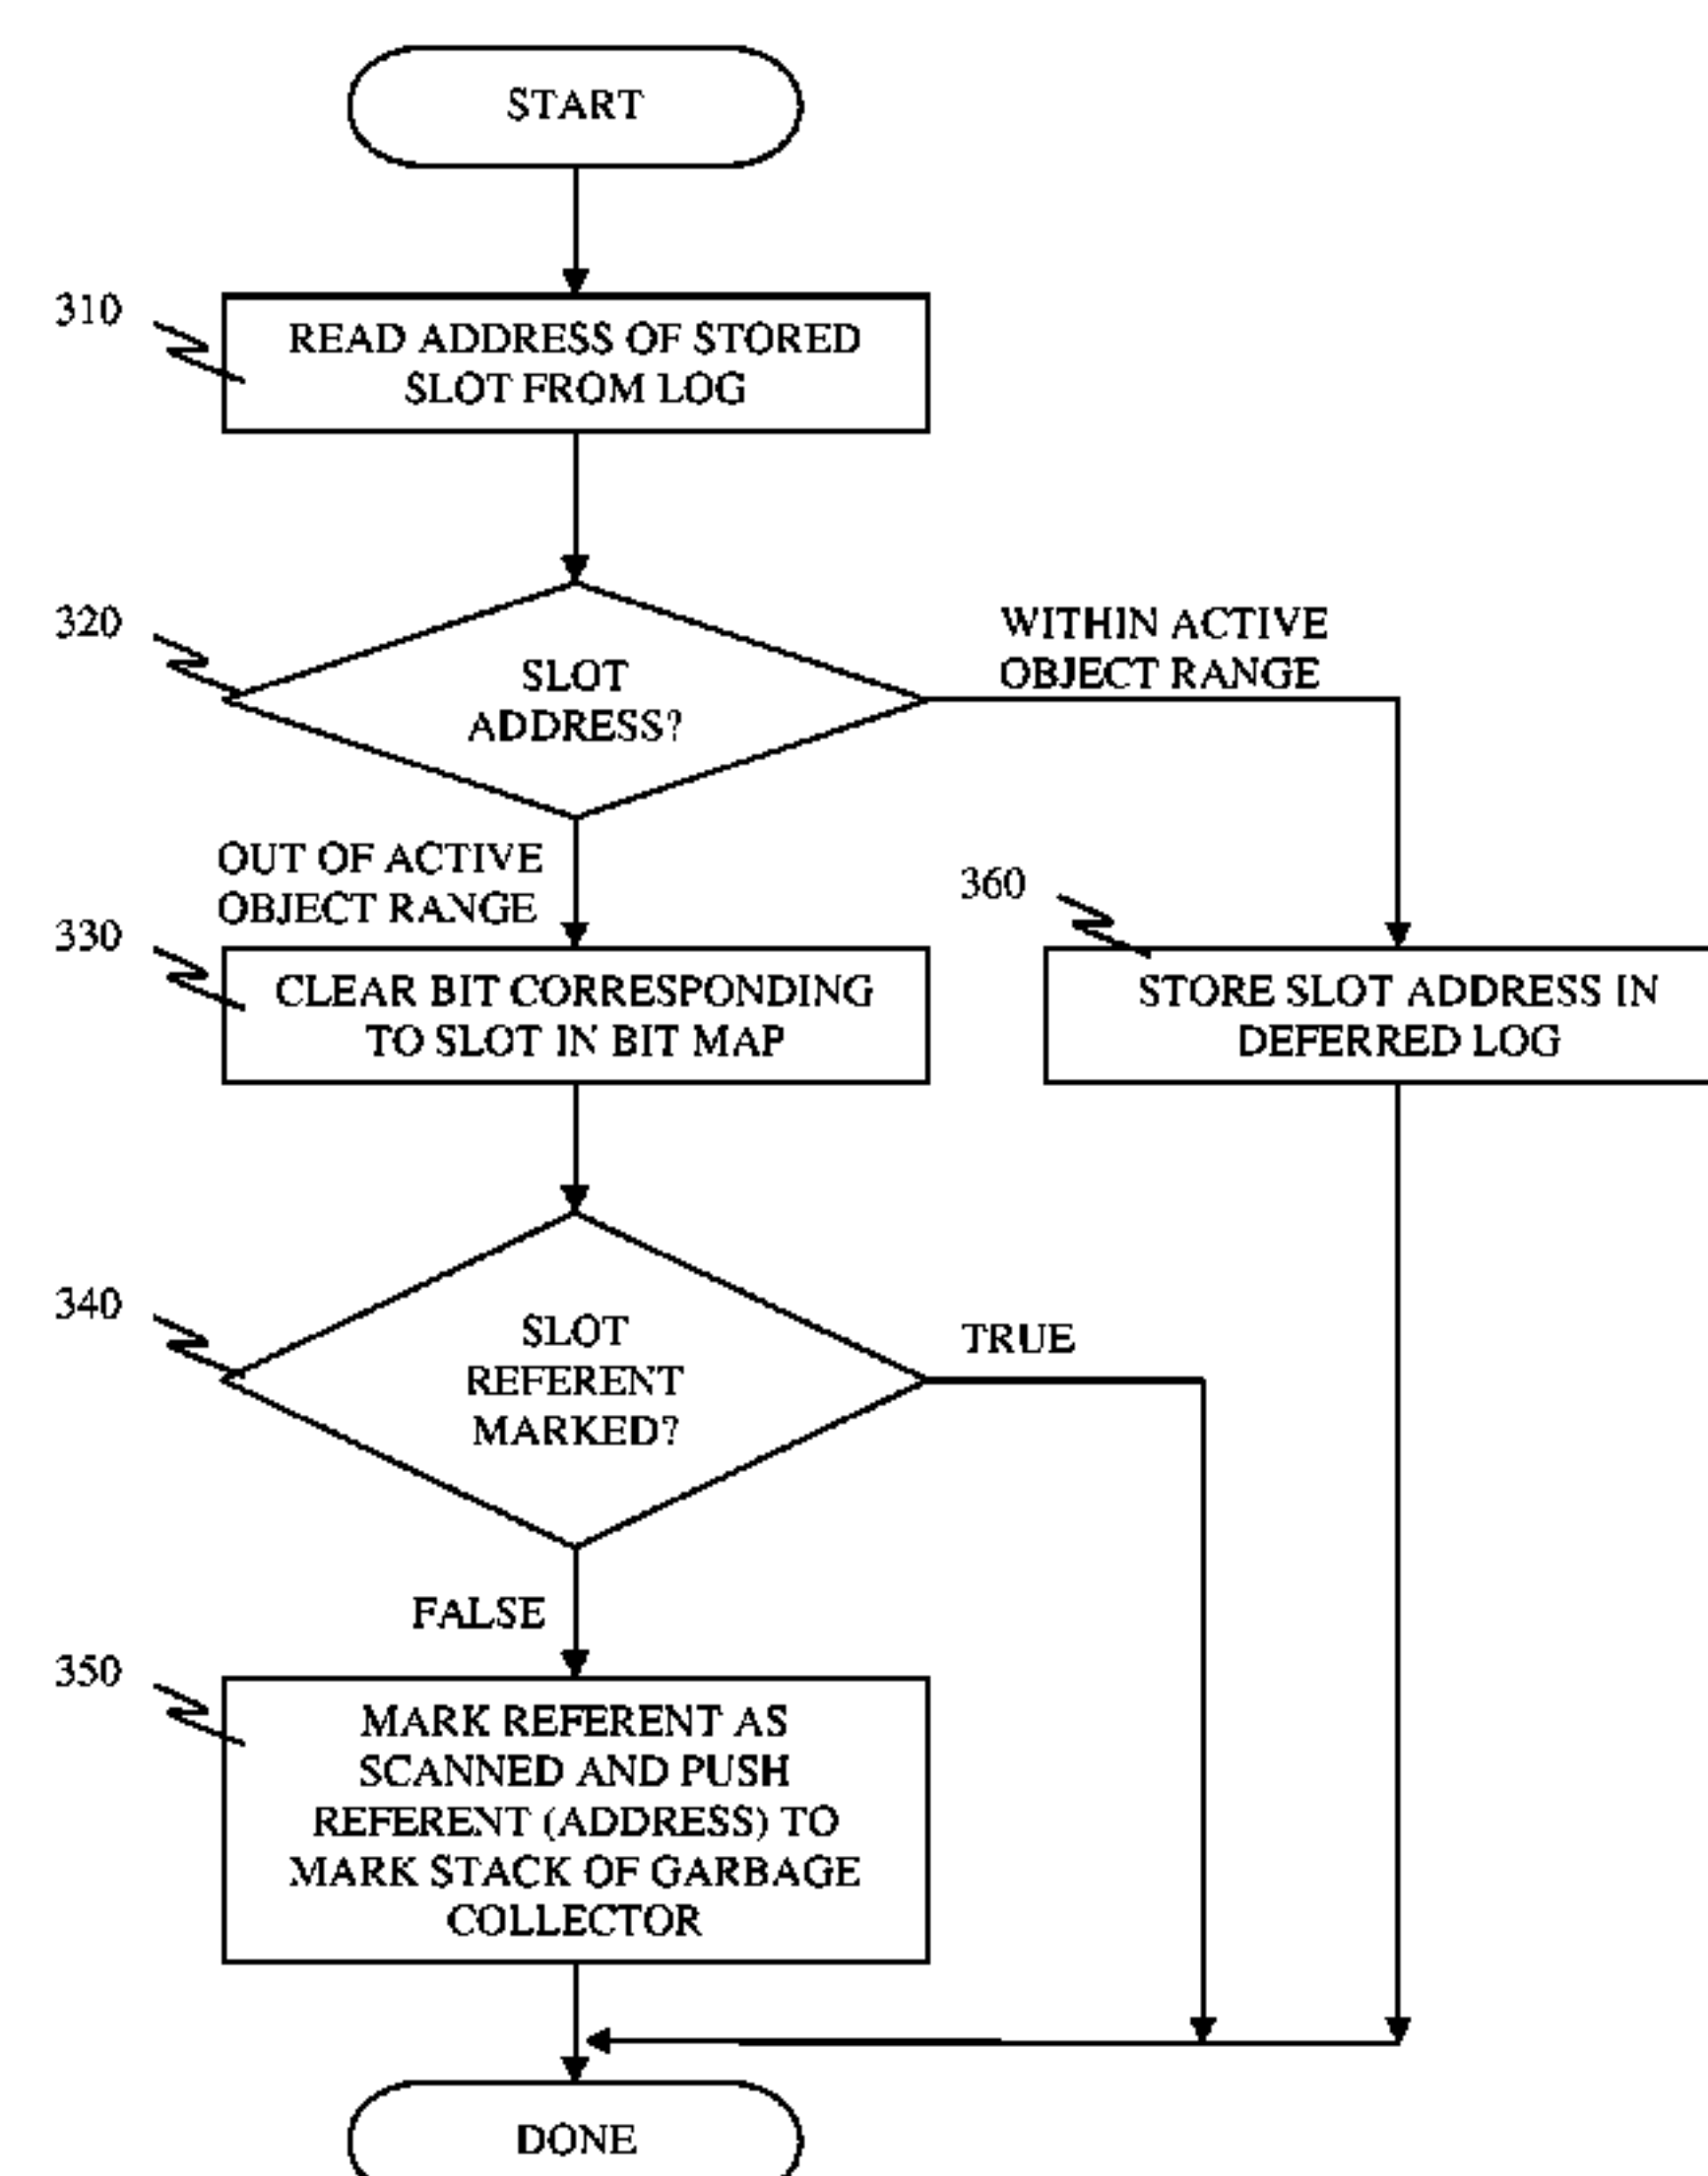 START
310
READ ADDRESS OF STORED
SLOT FROM LOG
320
SLOT
ADDRESS?
WITHIN ACTIVE
OBJECT RANGE
OUT OF ACTIVE
OBJECT RANGE
330
CLEAR BIT CORRESPONDING
TO SLOT IN BIT MAP
360
STORE SLOT ADDRESS IN
DEFERRED LOG
340
SLOT
REFERENT
MARKED?
TRUE
FALSE
350
MARK REFERENT AS
SCANNED AND PUSH
REFERENT (ADDRESS) TO
MARK STACK OF GARBAGE
COLLECTOR
DONE